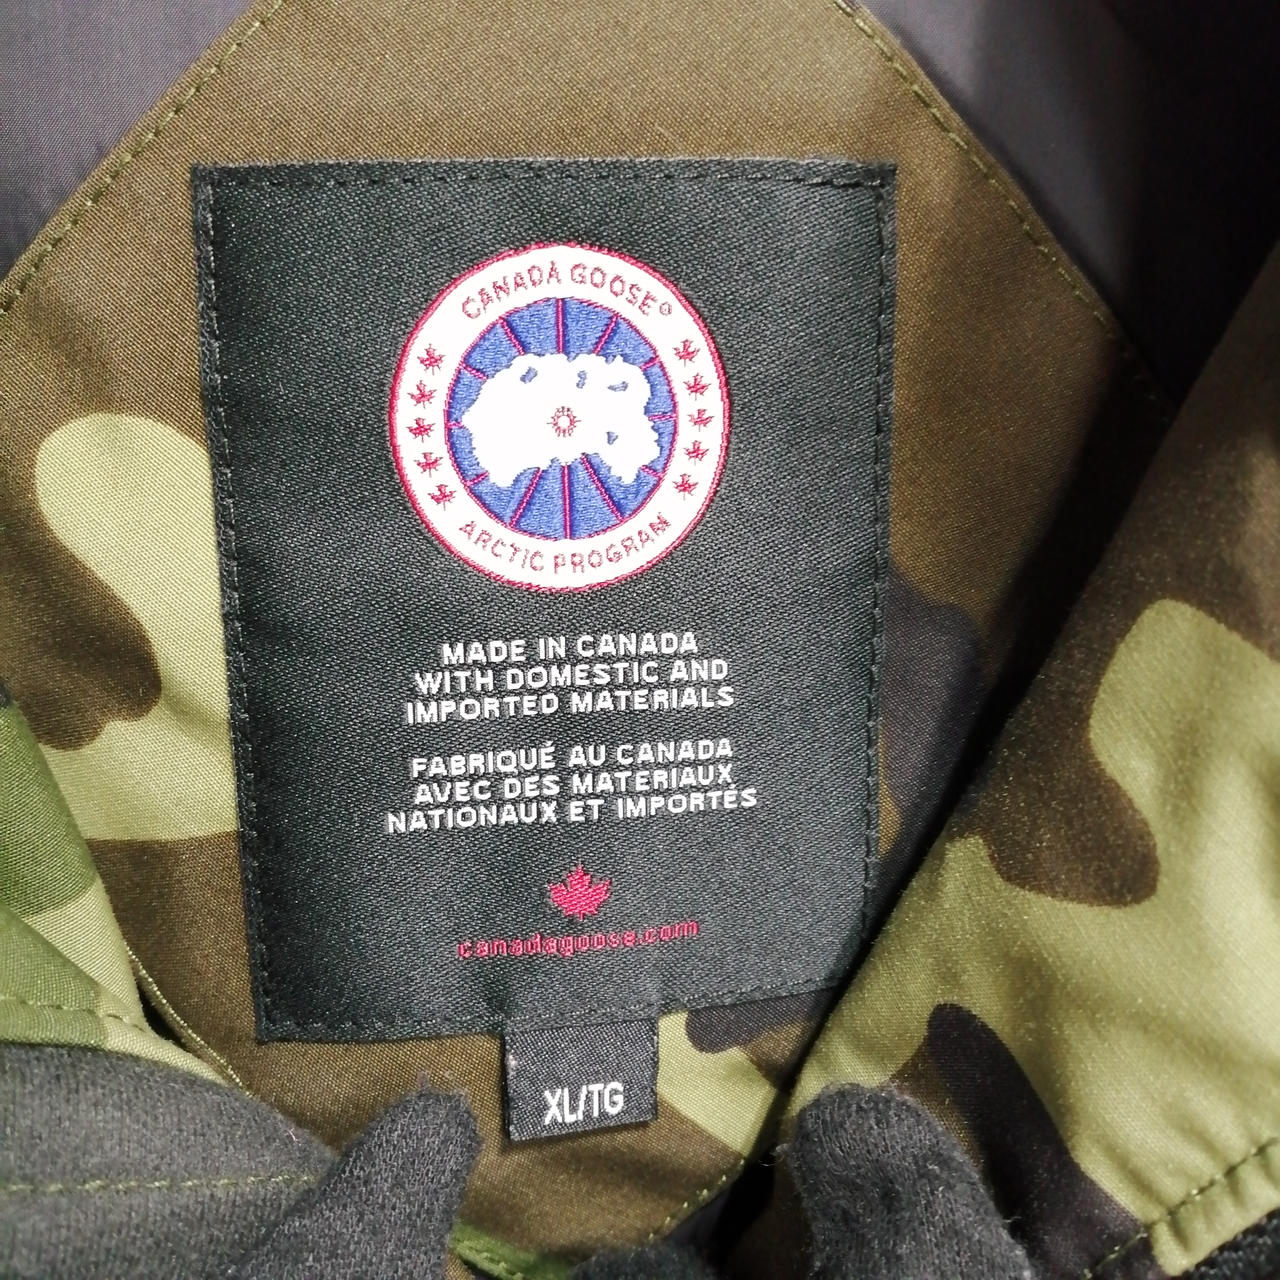 CANADA GOOSE®
ARCTIC PROGRAM
MADE IN CANADA
WITH DOMESTIC AND
IMPORTED MATERIALS
FABRIQUÉ AU CANADA
AVEC DES MATERIAUX
NATIONAUX ET IMPORTÉS
canadagoose.com
XL/TG